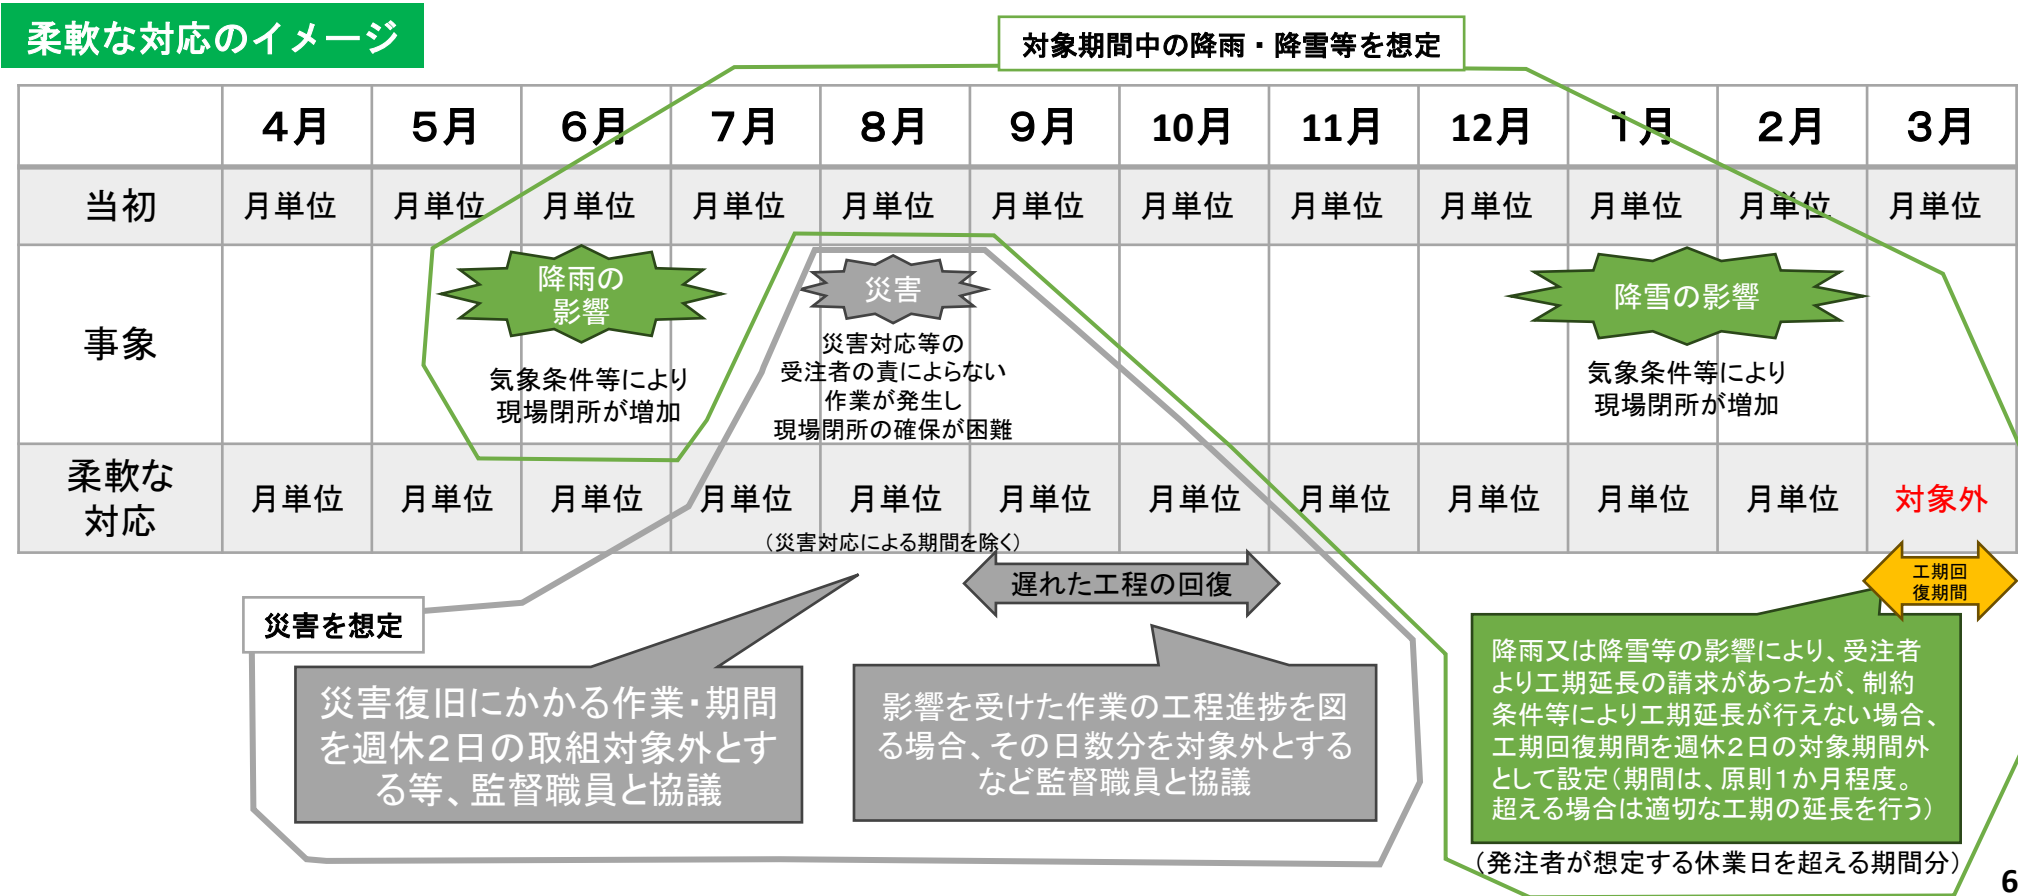 柔軟な対応のイメージ
対象期間中の降雨・降雪等を想定
4月 5月 6月 7月 8月 9月 10月 11月 12月 1月 2月 3月
当初 月単位 月単位 月単位 月単位 月単位 月単位 月単位 月単位 月単位 月単位 月単位 月単位
事象
降雨の
影響
気象条件等により
現場閉所が増加
災害
災害対応等の
受注者の責によらない
作業が発生し
現場閉所の確保が困難
降雪の影響
気象条件等により
現場閉所が増加
柔軟な
対応
月単位 月単位 月単位 月単位 月単位 月単位 月単位 月単位 月単位 月単位 月単位 対象外
（災害対応による期間を除く）
遅れた工程の回復
工期回
復期間
災害を想定
災害復旧にかかる作業・期間
を週休2日の取組対象外とす
る等、監督職員と協議
影響を受けた作業の工程進捗を図
る場合、その日数分を対象外とする
など監督職員と協議
降雨又は降雪等の影響により、受注者
より工期延長の請求があったが、制約
条件等により工期延長が行えない場合、
工期回復期間を週休2日の対象期間外
として設定（期間は、原則1か月程度。
超える場合は適切な工期の延長を行う）
（発注者が想定する休業日を超える期間分）
6